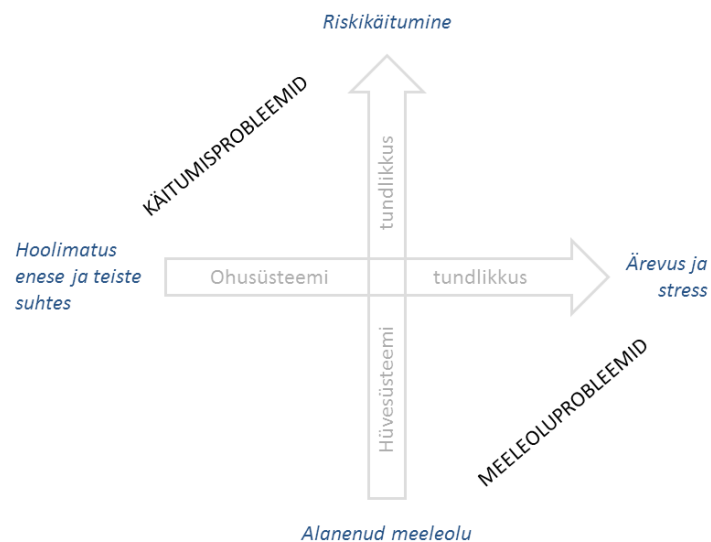 Riskikäitumine
KÄITUMISPROBLEEMID
tundlikkus
Hoolimatus
enese ja teiste
suhtes
Ohusüsteemi tundlikkus
Ärevus ja
stress
Hüvesüsteemi
MEELEOLUPROBLEEMID
Alanenud meeleolu